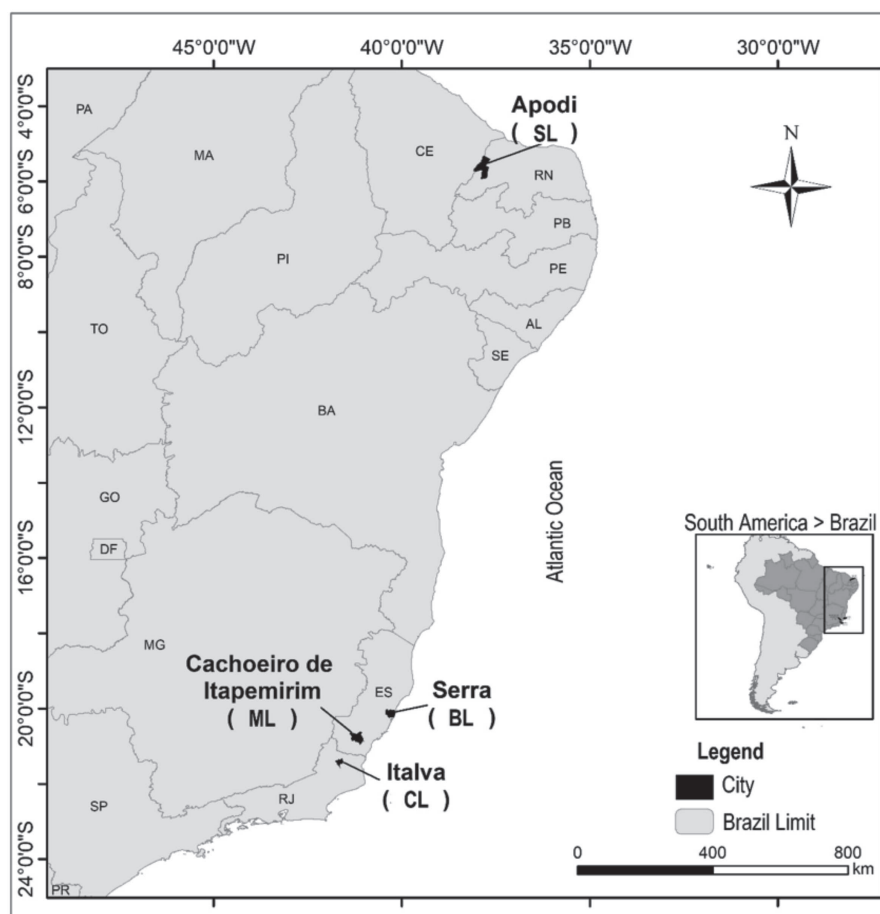 45°0'0"W 40°0'0"W 35°0'0"W 30°0'0"W
4°0'0"S
6°0'0"S
8°0'0"S
12°0'0"S
16°0'0"S
20°0'0"S
24°0'0"S
PA
MA
CE
Apodi
( SL )
RN
PB
PI
PE
TO
AL
SE
BA
GO
DF
MG
Cachoeiro de
Itapemirim
( ML )
ES
Serra
( BL )
Italva
( CL )
SP
RJ
PR
Atlantic Ocean
N
South America > Brazil
Legend
City
Brazil Limit
0 400 800
km